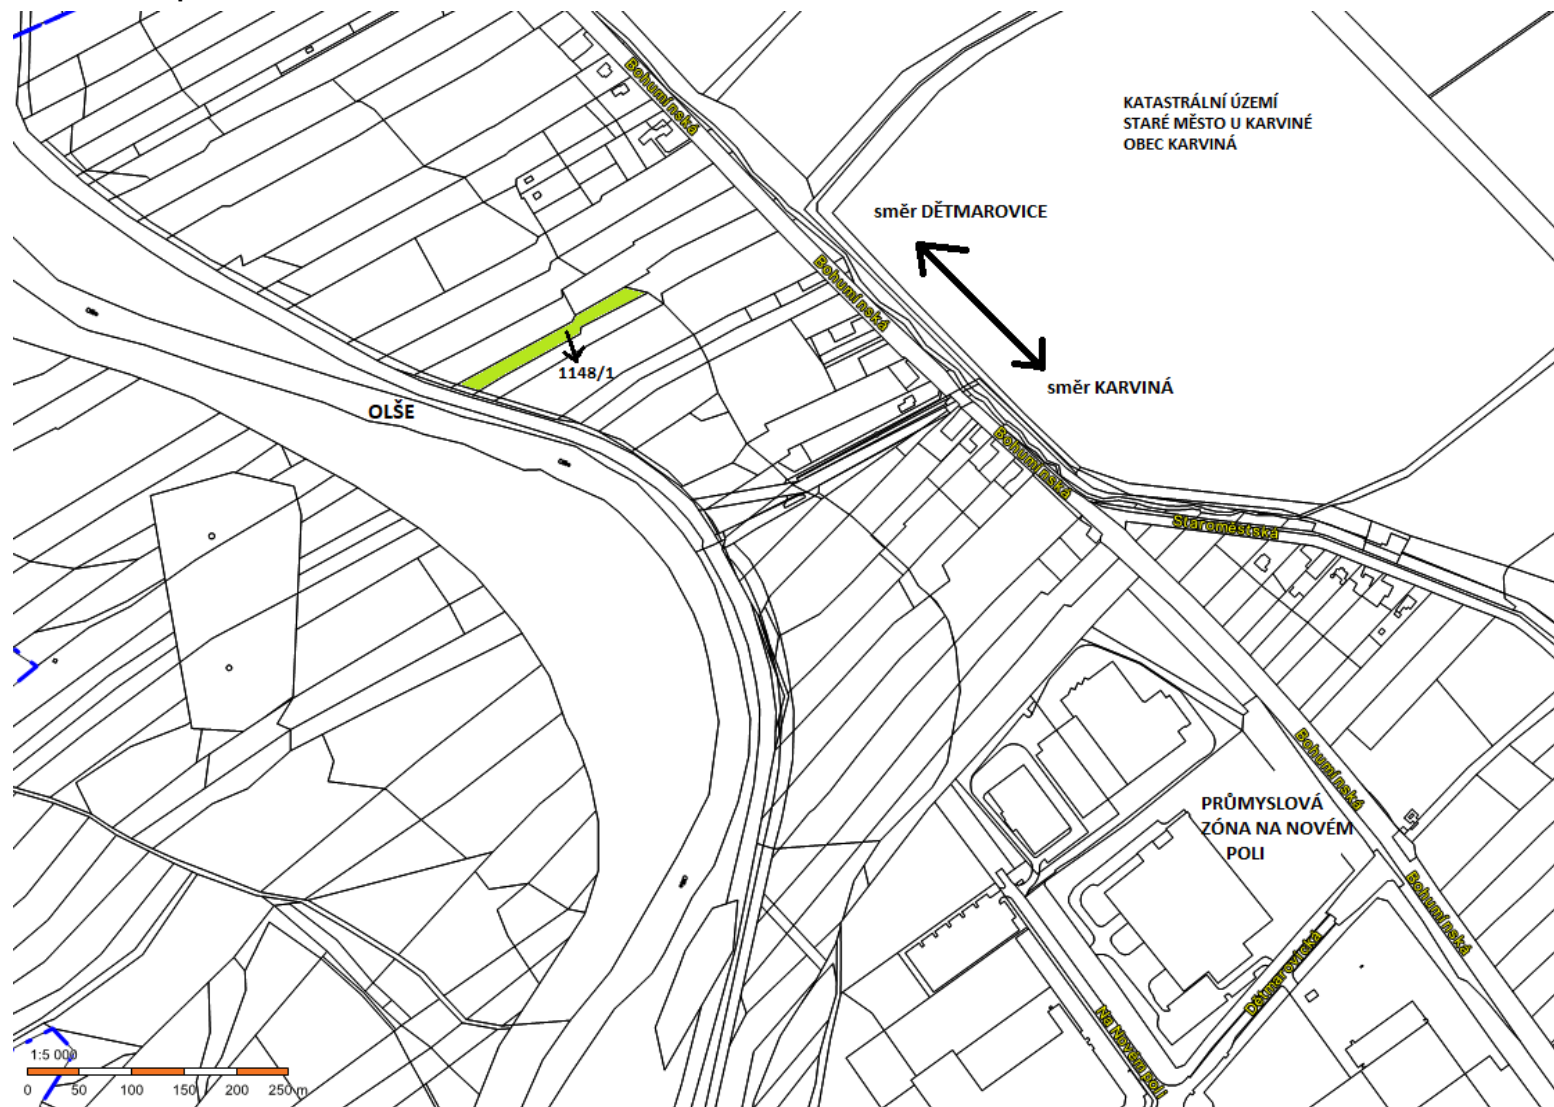 Bohumínská
KATASTRÁLNÍ ÚZEMÍ
STARÉ MĚSTO U KARVINÉ
OBEC KARVINÁ
směr DĚTMAROVICE
Bohumínská
směr KARVINÁ
1148/1
OLŠE
Olše
Olše
Bohumínská
Staroměstská
Bohumínská
PRŮMYSLOVÁ
ZÓNA NA NOVÉM
POLI
Bohumínská
Dětmarovická
Na Novém poli
1:5 000
0 50 100 150 200 250 m